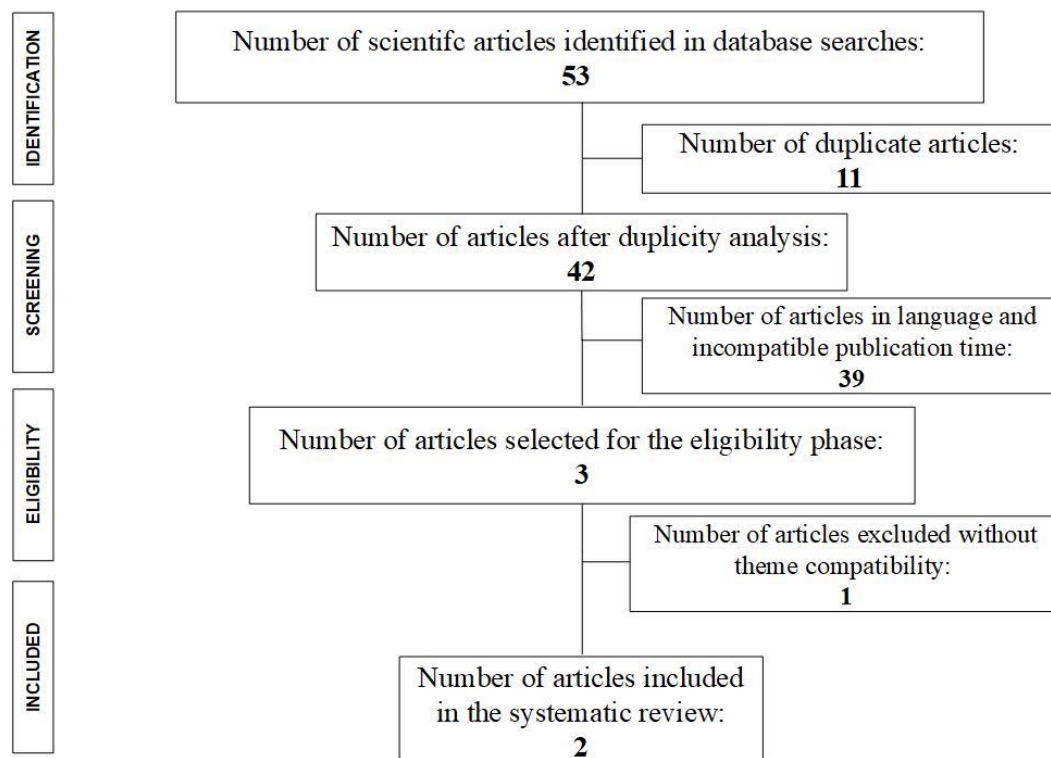 IDENTIFICATION
Number of scientifc articles identified in database searches:
53
Number of duplicate articles:
11
SCREENING
Number of articles after duplicity analysis:
42
Number of articles in language and
incompatible publication time:
39
ELIGIBILITY
Number of articles selected for the eligibility phase:
3
Number of articles excluded without
theme compatibility:
1
INCLUDED
Number of articles included
in the systematic review:
2